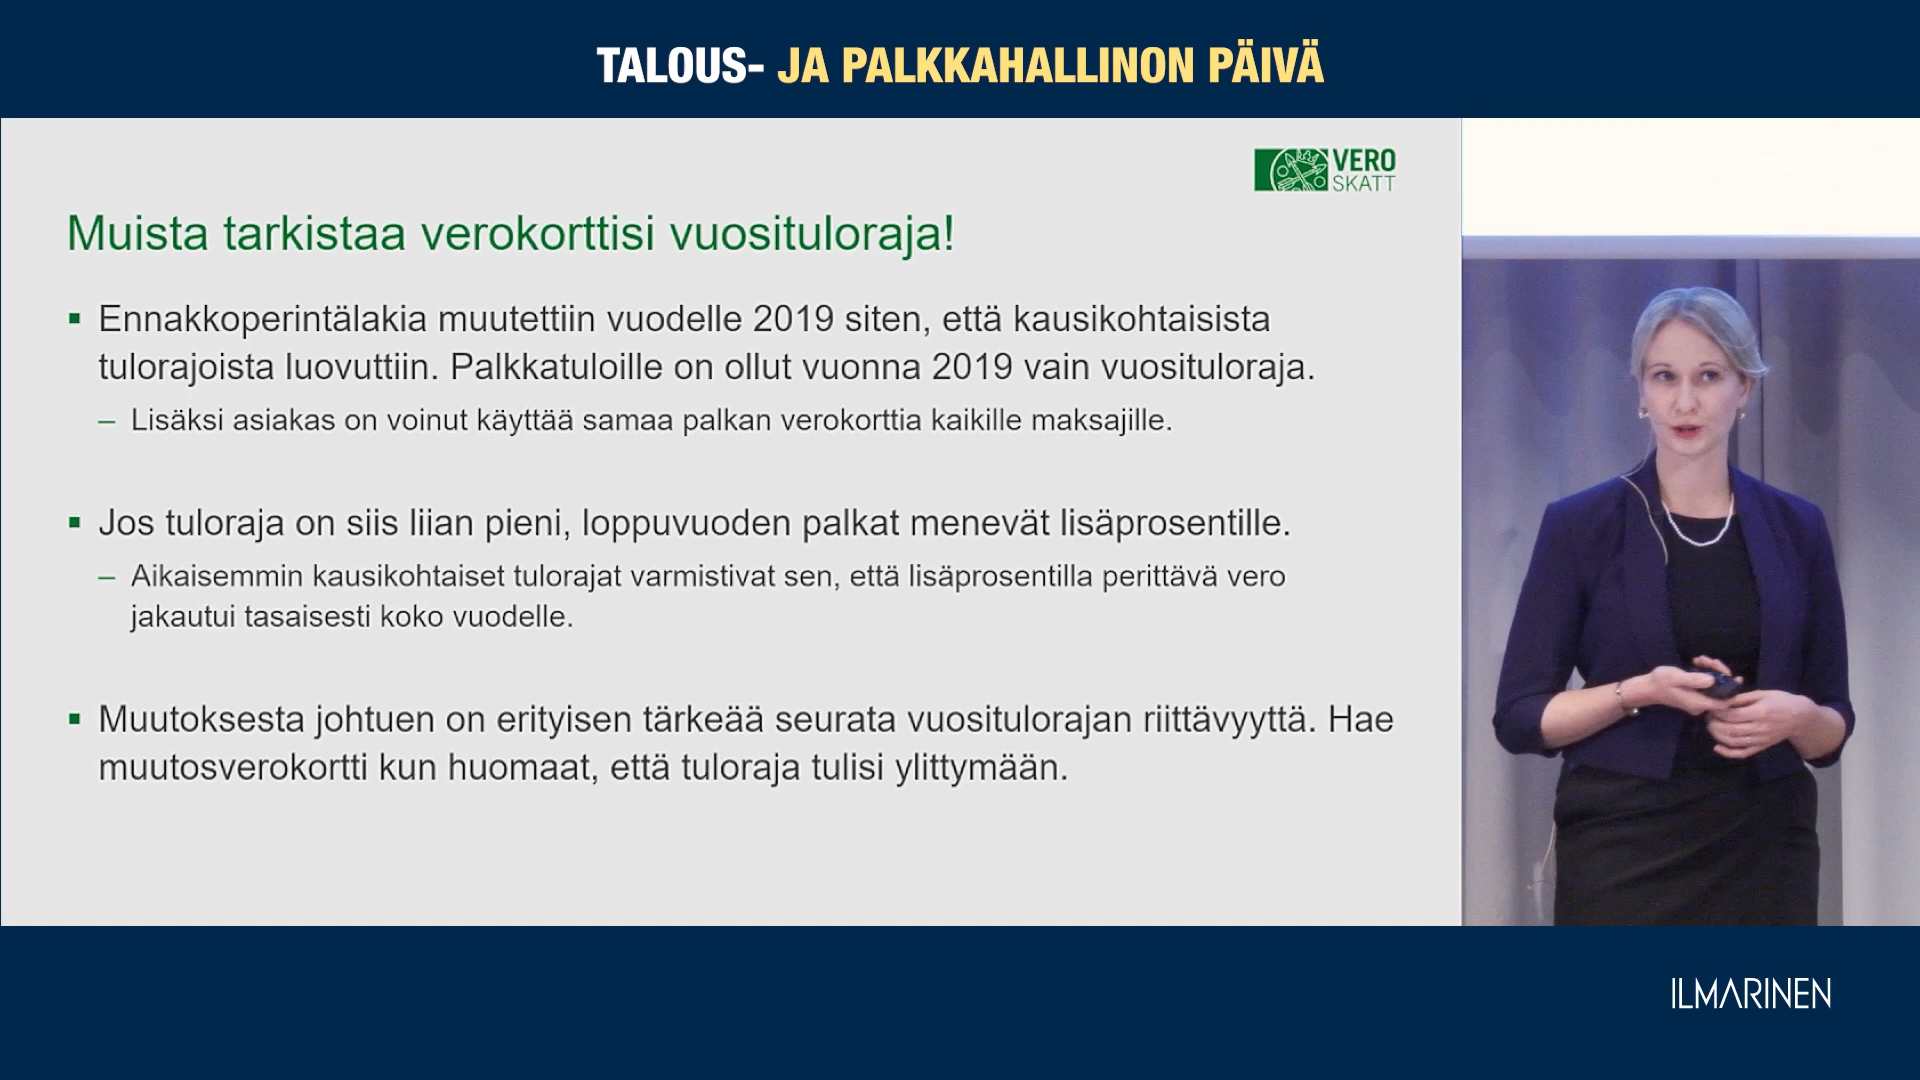 TALOUS- JA PALKKAHALLINON PÄIVÄ
VERO
SKATT
Muista tarkistaa verokorttisi vuosituloraja!
▪ Ennakkoperintälakia muutettiin vuodelle 2019 siten, että kausikohtaisista
tulorajoista luovuttiin. Palkkatuloille on ollut vuonna 2019 vain vuosituloraja.
– Lisäksi asiakas on voinut käyttää samaa palkan verokorttia kaikille maksajille.
▪ Jos tuloraja on siis liian pieni, loppuvuoden palkat menevät lisäprosentille.
– Aikaisemmin kausikohtaiset tulorajat varmistivat sen, että lisäprosentilla perittävä vero
jakautui tasaisesti koko vuodelle.
▪ Muutoksesta johtuen on erityisen tärkeää seurata vuositulorajan riittävyyttä. Hae
muutosverokortti kun huomaat, että tuloraja tulisi ylittymään.
ILMARINEN